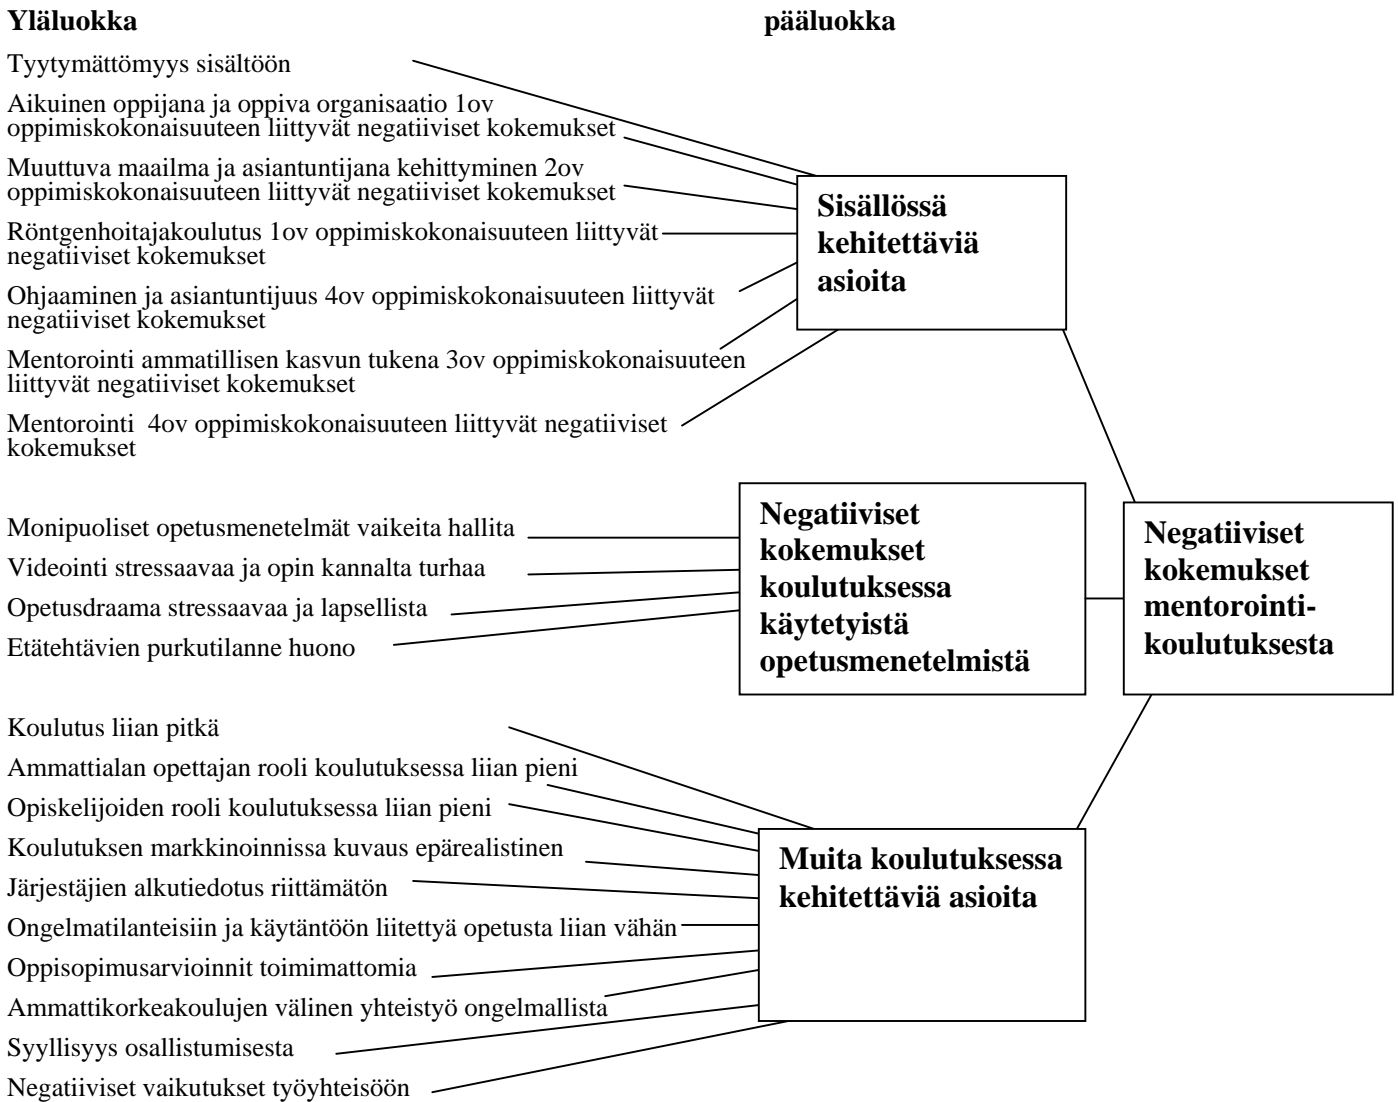 Yläluokka
pääluokka
Tyytymättömyys sisältöön
Aikuinen oppijana ja oppiva organisaatio 1ov
oppimiskokonaisuuteen liittyvät negatiiviset kokemukset
Muuttuva maailma ja asiantuntijana kehittyminen 2ov
oppimiskokonaisuuteen liittyvät negatiiviset kokemukset
Röntgenhoitajakoulutus 1ov oppimiskokonaisuuteen liittyvät
negatiiviset kokemukset
Ohjaaminen ja asiantuntijuus 4ov oppimiskokonaisuuteen liittyvät
negatiiviset kokemukset
Mentorointi ammatillisen kasvun tukena 3ov oppimiskokonaisuuteen
liittyvät negatiiviset kokemukset
Mentorointi 4ov oppimiskokonaisuuteen liittyvät negatiiviset
kokemukset
Sisällössä
kehitettäviä
asioita
Monipuoliset opetusmenetelmät vaikeita hallita
Videointi stressaavaa ja opin kannalta turhaa
Opetusdraama stressaavaa ja lapsellista
Etätehtävien purkutilanne huono
Negatiiviset
kokemukset
koulutuksessa
käytetyistä
opetusmenetelmistä
Negatiiviset
kokemukset
mentorointi-
koulutuksesta
Koulutus liian pitkä
Ammattialan opettajan rooli koulutuksessa liian pieni
Opiskelijoiden rooli koulutuksessa liian pieni
Koulutuksen markkinoinnissa kuvaus epärealistinen
Järjestäjien alkutiedotus riittämätön
Ongelmatilanteisiin ja käytäntöön liitettyä opetusta liian vähän
Oppisopimusarvioinnit toimimattomia
Ammattikorkeakoulujen välinen yhteistyö ongelmallista
Syyllisyys osallistumisesta
Negatiiviset vaikutukset työyhteisöön
Muita koulutuksessa
kehitettäviä asioita